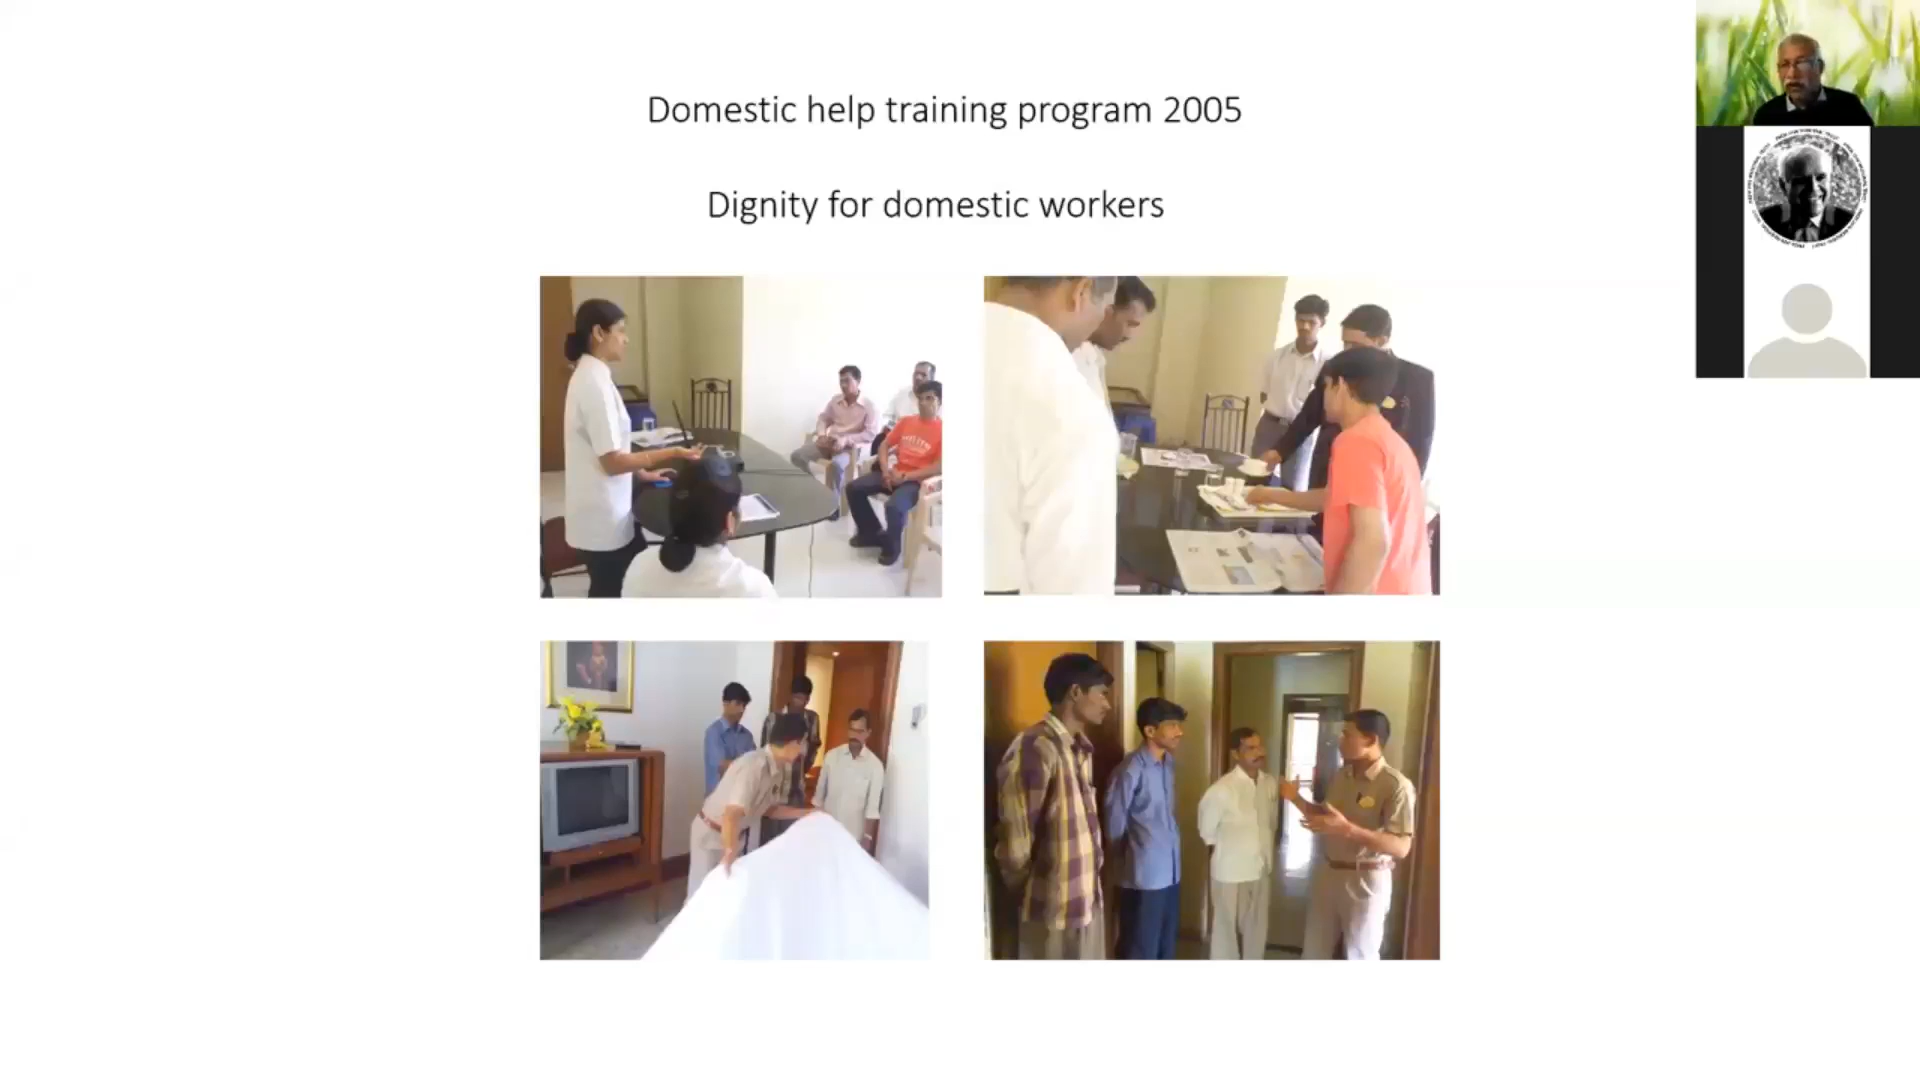 Domestic help training program 2005
Dignity for domestic workers